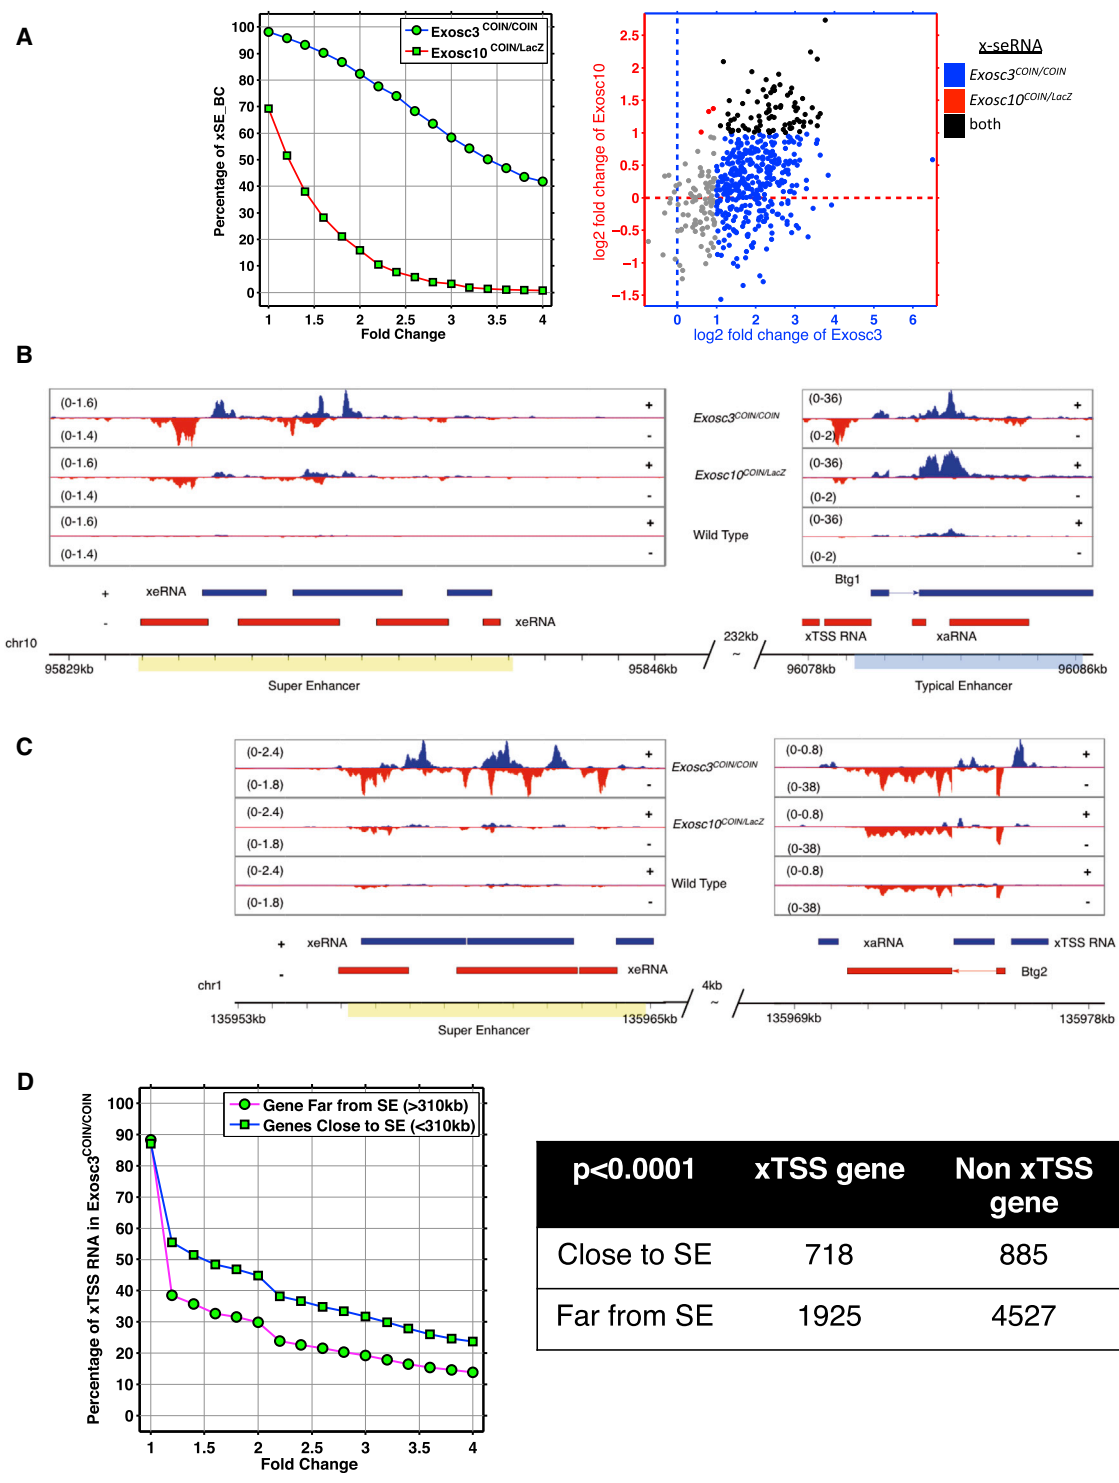 A
Percentage of xSE_BC
100
90
80
70
60
50
40
30
20
10
0
1
1.5
2
2.5
3
3.5
4
Fold Change
Exosc3 COIN/COIN
Exosc10 COIN/LacZ
log2 fold change of Exosc10
2.5
2
1.5
1
0.5
0
−0.5
−1
−1.5
0
1
2
3
4
5
6
log2 fold change of Exosc3
x-seRNA
Exosc3COIN/COIN
Exosc10COIN/LacZ
both
B
(0-1.6)
+
(0-1.4)
-
(0-1.6)
+
(0-1.4)
-
(0-1.6)
+
(0-1.4)
-
Exosc3COIN/COIN
Exosc10COIN/LacZ
Wild Type
(0-36)
+
(0-2)
-
(0-36)
+
(0-2)
-
(0-36)
+
(0-2)
-
+
xeRNA
-
xeRNA
Btg1
xTSS RNA
xaRNA
chr10
95829kb
95846kb
232kb
~
96078kb
96086kb
Super Enhancer
Typical Enhancer
C
(0-2.4)
+
(0-1.8)
-
(0-2.4)
+
(0-1.8)
-
(0-2.4)
+
(0-1.8)
-
Exosc3COIN/COIN
Exosc10COIN/LacZ
Wild Type
(0-0.8)
+
(0-38)
-
(0-0.8)
+
(0-38)
-
(0-0.8)
+
(0-38)
-
+
xeRNA
-
xeRNA
xaRNA
xTSS RNA
Btg2
chr1
135953kb
135965kb
4kb
~
135969kb
135978kb
Super Enhancer
D
Percentage of xTSS RNA in Exosc3COIN/COIN
100
90
80
70
60
50
40
30
20
10
0
1
1.5
2
2.5
3
3.5
4
Fold Change
Gene Far from SE (>310kb)
Genes Close to SE (<310kb)
p<0.0001 xTSS gene Non xTSS
gene
Close to SE 718 885
Far from SE 1925 4527